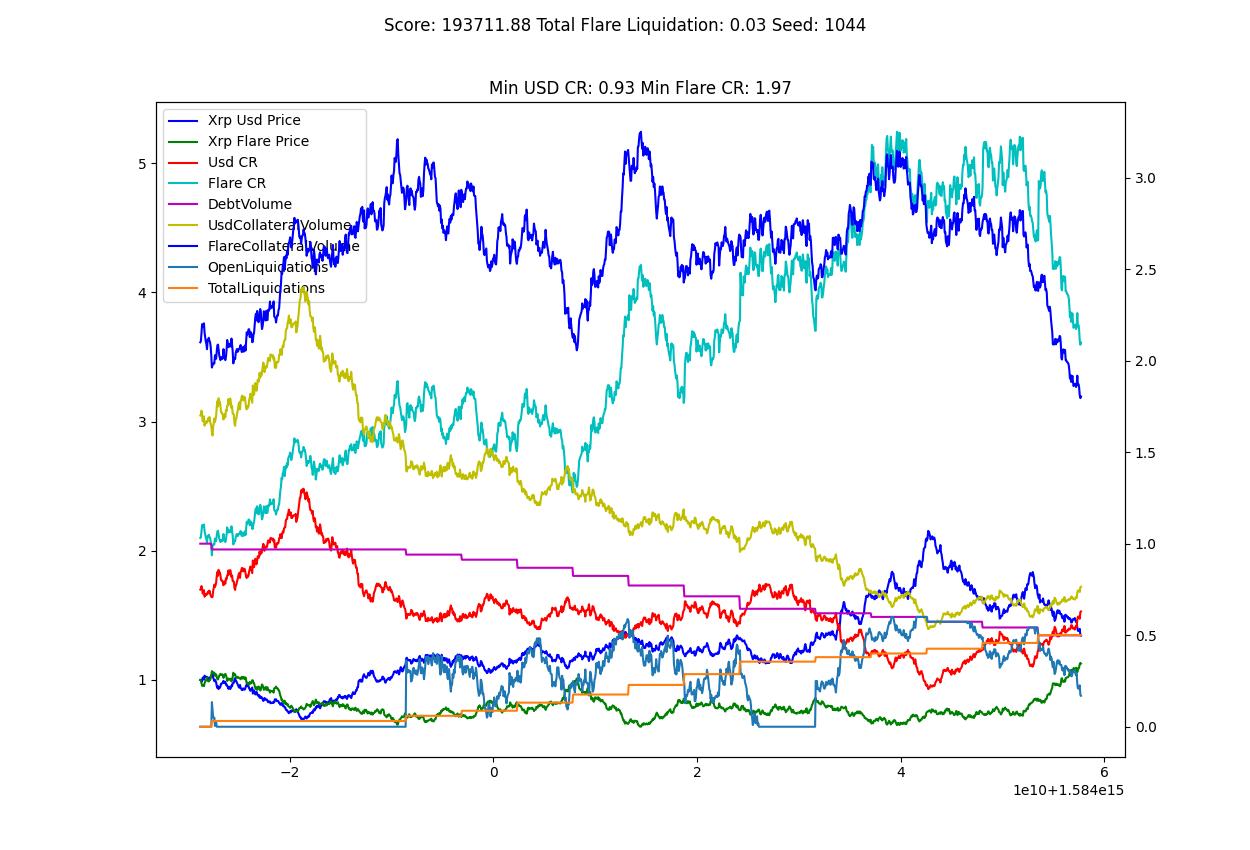 Score: 193711.88 Total Flare Liquidation: 0.03 Seed: 1044
Min USD CR: 0.93 Min Flare CR: 1.97
Xrp Usd Price
Xrp Flare Price
Usd CR
Flare CR
DebtVolume
UsdCollateralVolume
FlareCollateralVolume
OpenLiquidations
TotalLiquidations
5
4
3
2
1
3.0
2.5
2.0
1.5
1.0
0.5
0.0
−2 0 2 4 6
1e10+1.584e15